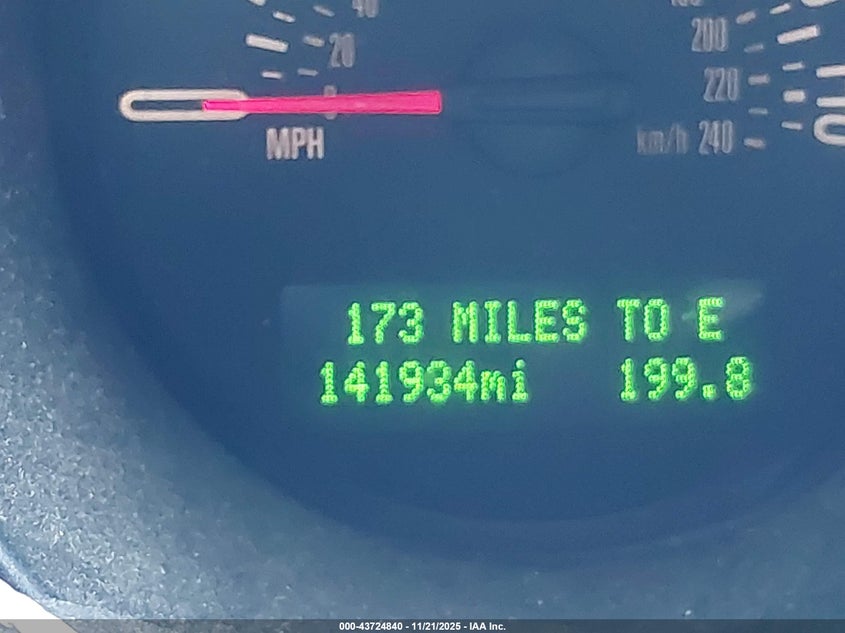 40
20
0
MPH
200
220
km/h 240
173 MILES TO E
141934mi 199.8
000-43724840 - 11/21/2025 - IAA Inc.